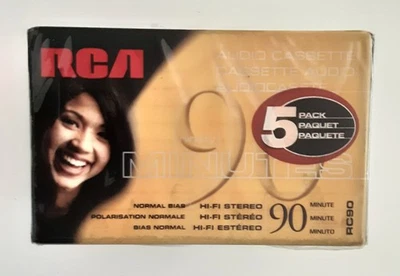 RCA
AUDIO CASSETTE
CASSETTE AUDIO
AUDIOCASETE
5 PACK
PAQUET
PAQUETE
90
MINUTES
NORMAL BIAS HI-FI STEREO
POLARISATION NORMALE HI-FI STÉRÉO
BIAS NORMAL HI-FI ESTÉREO
90 MINUTE
MINUTE
MINUTO
RC90